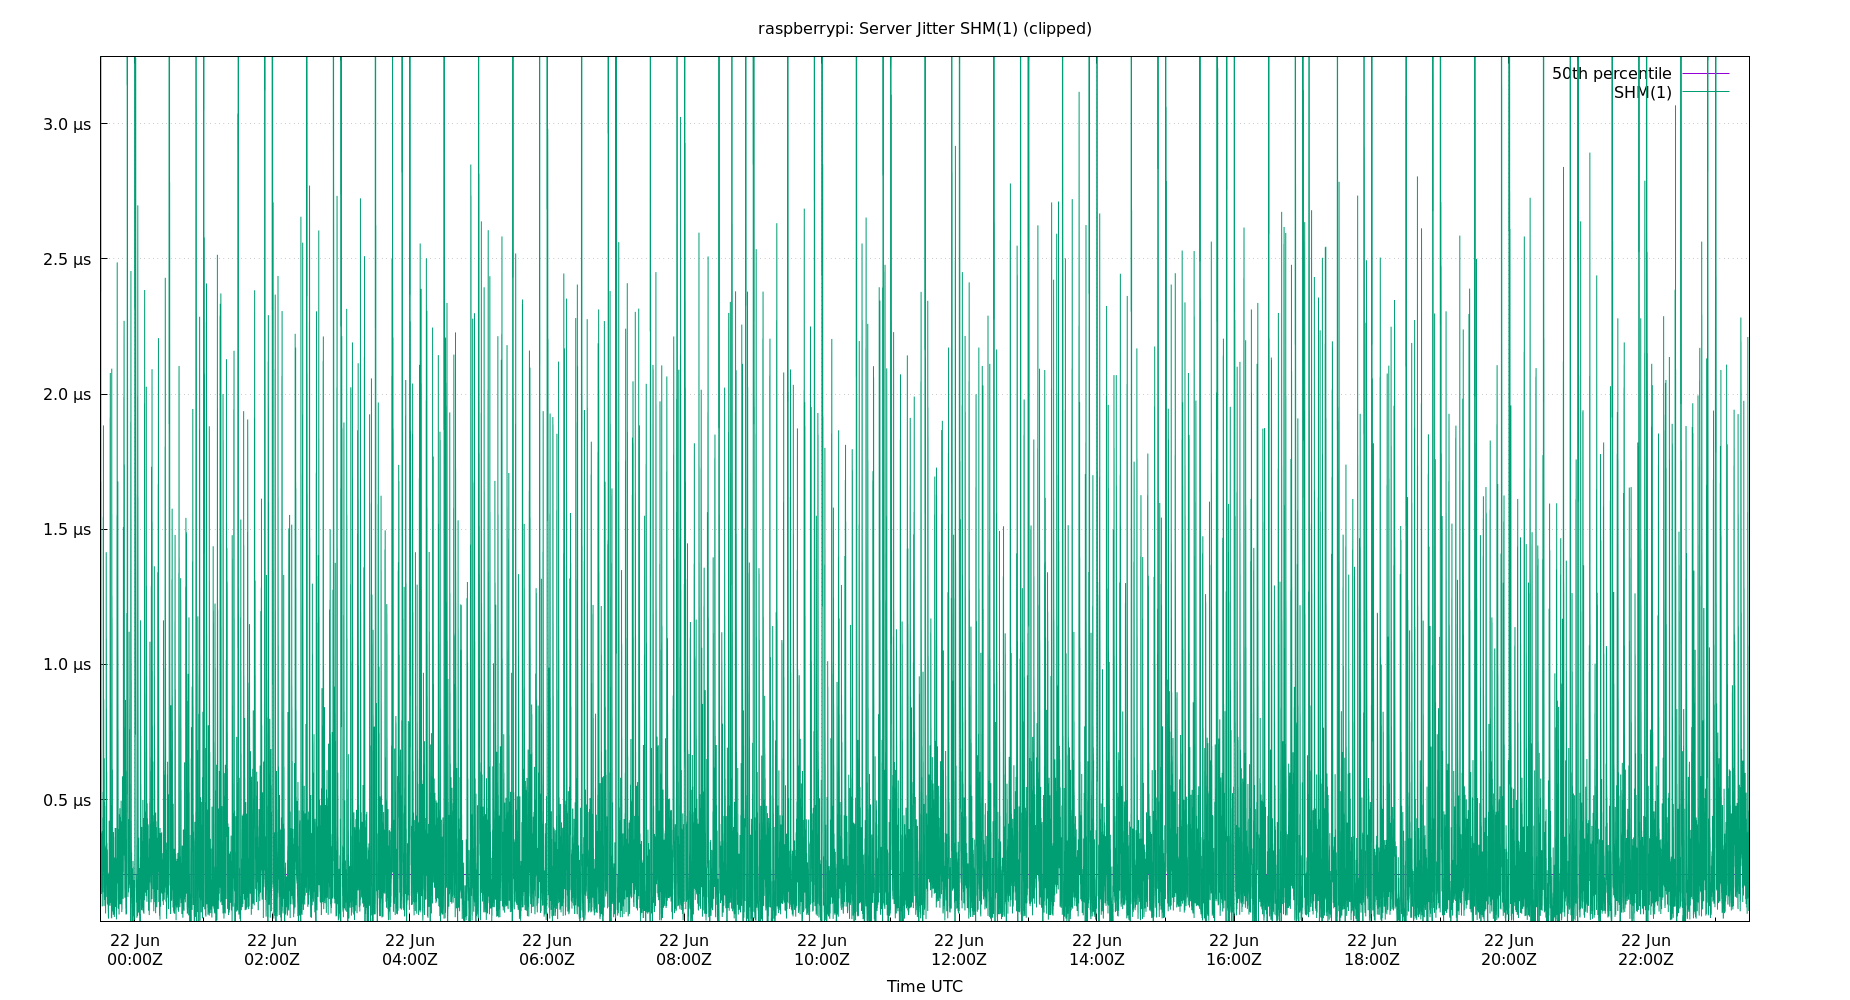 raspberrypi: Server Jitter SHM(1) (clipped)
50th percentile
SHM(1)
3.0 µs
2.5 µs
2.0 µs
1.5 µs
1.0 µs
0.5 µs
22 Jun 22 Jun 22 Jun 22 Jun 22 Jun 22 Jun 22 Jun 22 Jun 22 Jun 22 Jun 22 Jun 22 Jun
00:00Z 02:00Z 04:00Z 06:00Z 08:00Z 10:00Z 12:00Z 14:00Z 16:00Z 18:00Z 20:00Z 22:00Z
Time UTC